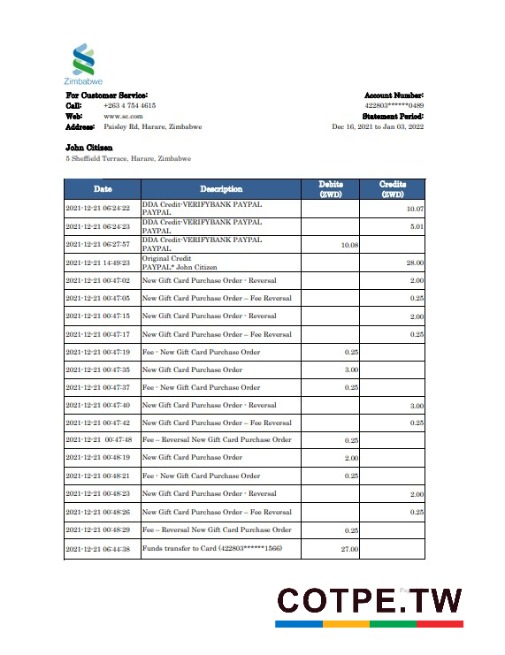 Zimbabwe
For Customer Service:
Call: +263 4 754 4615
Web: www.sc.com
Address: Paisley Rd, Harare, Zimbabwe
Account Number:
422803******0489
Statement Period:
Dec 16, 2021 to Jan 03, 2022
John Citizen
5 Sheffield Terrace, Harare, Zimbabwe
Date Description Debits (ZWD) Credits (ZWD)
2021-12-21 06:24:22 DDA Credit-VERIFYBANK PAYPAL PAYPAL 10.07
2021-12-21 06:24:23 DDA Credit-VERIFYBANK PAYPAL PAYPAL 5.01
2021-12-21 06:27:57 DDA Credit-VERIFYBANK PAYPAL PAYPAL 10.08
2021-12-21 14:49:23 Original Credit PAYPAL* John Citizen 28.00
2021-12-21 00:47:02 New Gift Card Purchase Order - Reversal 2.00
2021-12-21 00:47:05 New Gift Card Purchase Order – Fee Reversal 0.25
2021-12-21 00:47:15 New Gift Card Purchase Order - Reversal 2.00
2021-12-21 00:47:17 New Gift Card Purchase Order – Fee Reversal 0.25
2021-12-21 00:47:19 Fee - New Gift Card Purchase Order 0.25
2021-12-21 00:47:35 New Gift Card Purchase Order 3.00
2021-12-21 00:47:37 Fee - New Gift Card Purchase Order 0.25
2021-12-21 00:47:40 New Gift Card Purchase Order - Reversal 3.00
2021-12-21 00:47:42 New Gift Card Purchase Order – Fee Reversal 0.25
2021-12-21 00:47:48 Fee – Reversal New Gift Card Purchase Order 0.25
2021-12-21 00:48:19 New Gift Card Purchase Order 2.00
2021-12-21 00:48:21 Fee - New Gift Card Purchase Order 0.25
2021-12-21 00:48:23 New Gift Card Purchase Order - Reversal 2.00
2021-12-21 00:48:26 New Gift Card Purchase Order – Fee Reversal 0.25
2021-12-21 00:48:29 Fee – Reversal New Gift Card Purchase Order 0.25
2021-12-21 06:44:38 Funds transfer to Card (422803******1566) 27.00
COTPE.TW